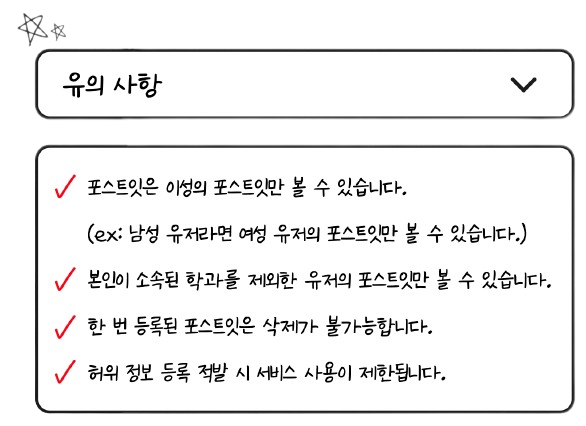 유의 사항
포스트잇은 이성의 포스트잇만 볼 수 있습니다.
(ex: 남성 유저라면 여성 유저의 포스트잇만 볼 수 있습니다.)
본인이 소속된 학과를 제외한 유저의 포스트잇만 볼 수 있습니다.
한 번 등록된 포스트잇은 삭제가 불가능합니다.
허위 정보 등록 적발 시 서비스 사용이 제한됩니다.